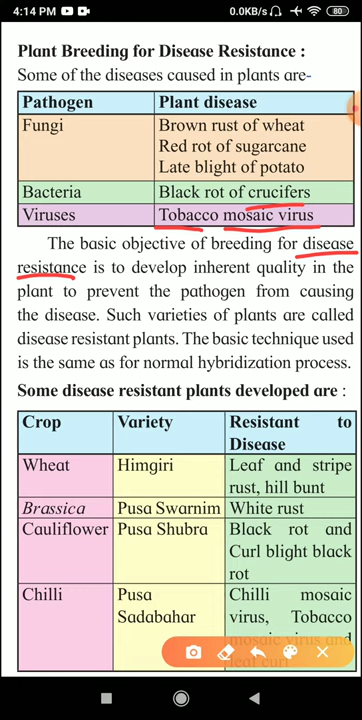 4:14 PM
0.0KB/s
80
Plant Breeding for Disease Resistance :
Some of the diseases caused in plants are-
Pathogen Plant disease
Fungi Brown rust of wheat
Red rot of sugarcane
Late blight of potato
Bacteria Black rot of crucifers
Viruses Tobacco mosaic virus
The basic objective of breeding for disease
resistance is to develop inherent quality in the
plant to prevent the pathogen from causing
the disease. Such varieties of plants are called
disease resistant plants. The basic technique used
is the same as for normal hybridization process.
Some disease resistant plants developed are :
Crop Variety Resistant to
Disease
Wheat Himgiri Leaf and stripe
rust, hill bunt
Brassica Pusa Swarnim White rust
Cauliflower Pusa Shubra Black rot and
Curl blight black
rot
Chilli Pusa Chilli mosaic
Sadabahar virus, Tobacco
mosaic virus and
leaf curl